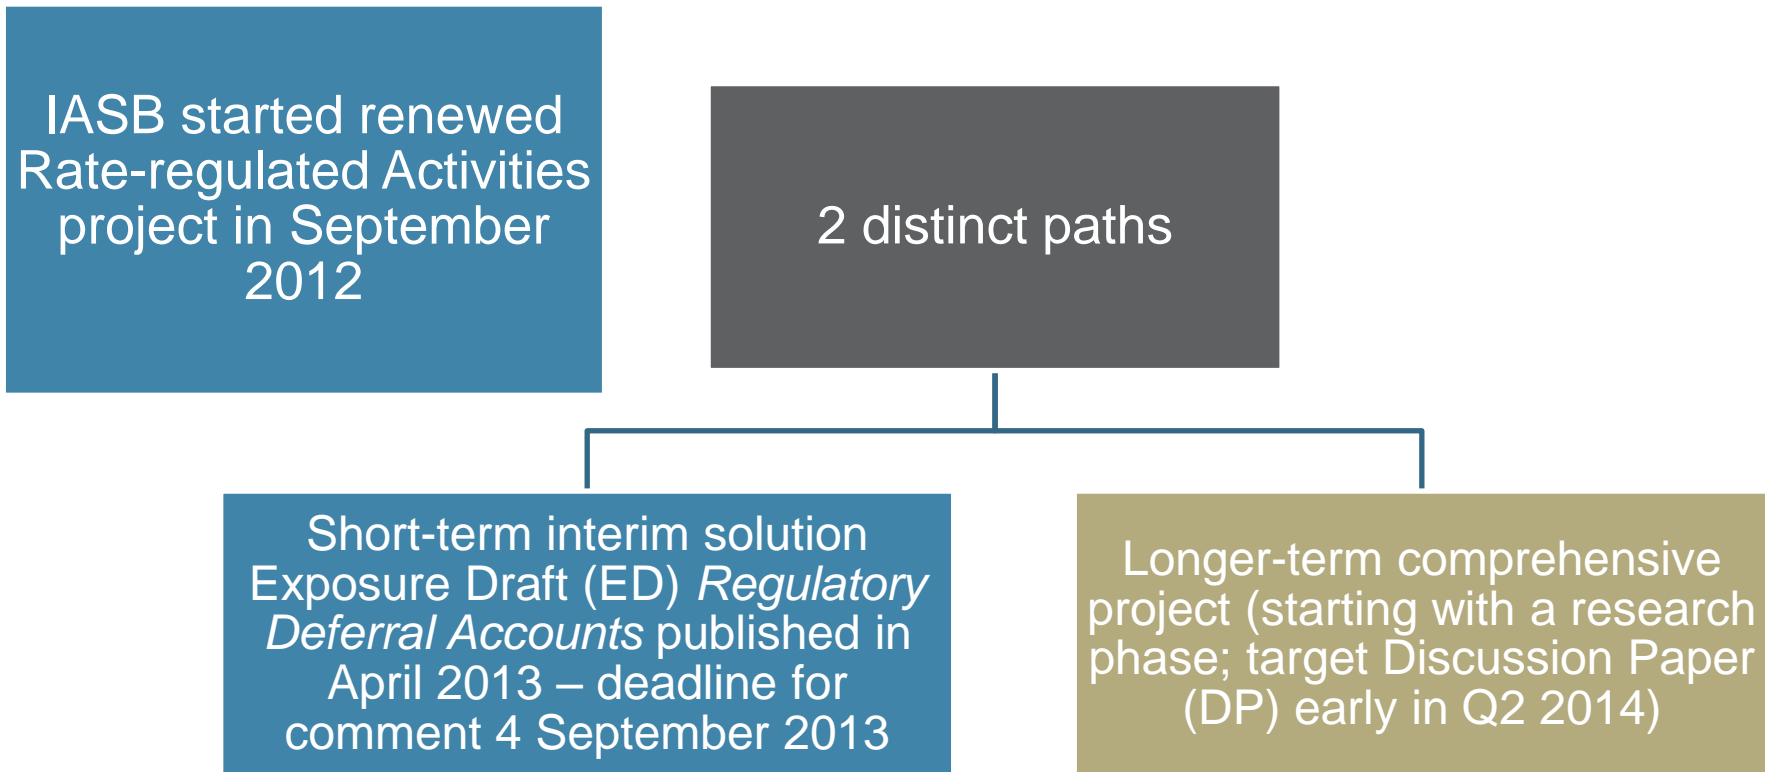 IASB started renewed
Rate-regulated Activities
project in September
2012
2 distinct paths
Short-term interim solution
Exposure Draft (ED) Regulatory
Deferral Accounts published in
April 2013 – deadline for
comment 4 September 2013
Longer-term comprehensive
project (starting with a research
phase; target Discussion Paper
(DP) early in Q2 2014)